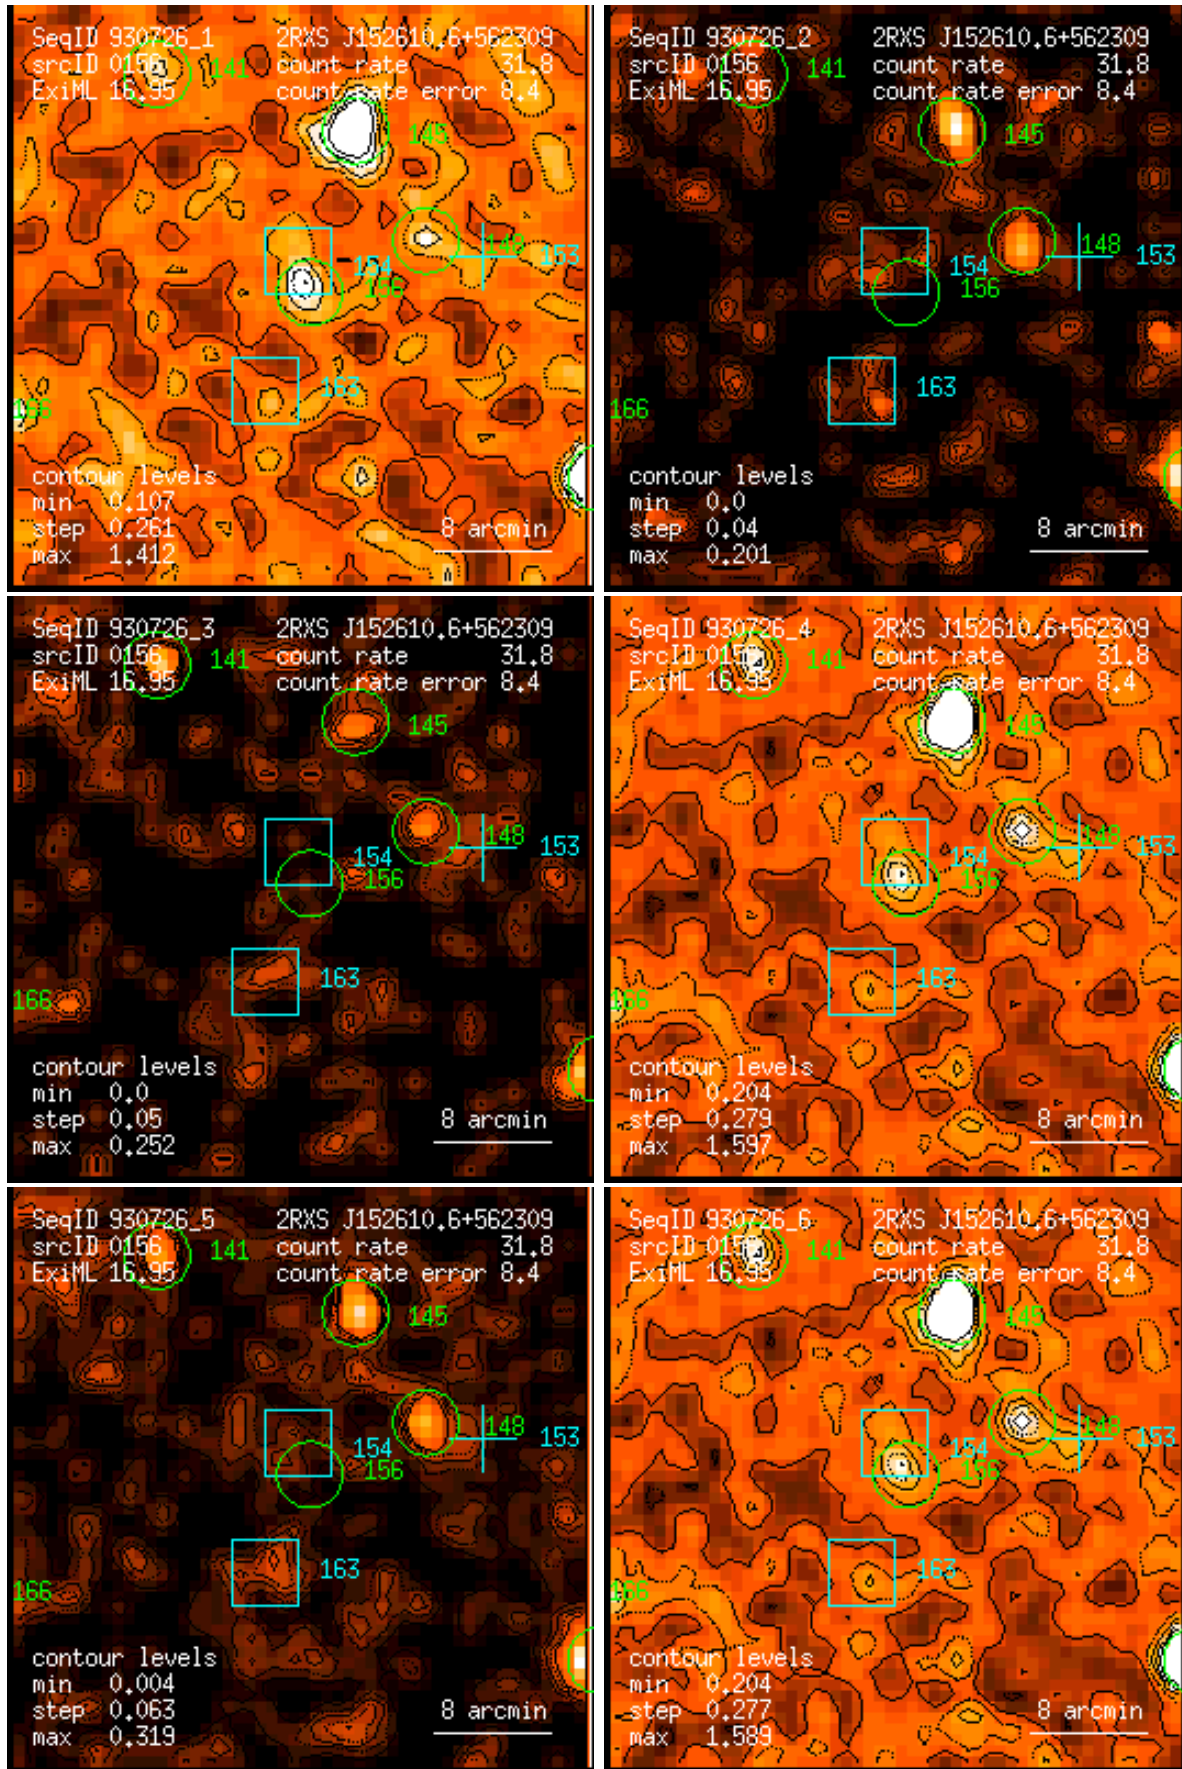 SeqID 930726_1 2RXS J152610.6+562309
srcID 0156 141 count rate 31.8
ExiML 16.95 count rate error 8.4
145
148
153
154
156
163
166
contour levels
min 0.107
step 0.261 8 arcmin
max 1.412
SeqID 930726_2 2RXS J152610.6+562309
srcID 0156 141 count rate 31.8
ExiML 16.95 count rate error 8.4
145
148
153
154
156
163
166
contour levels
min 0.0
step 0.04 8 arcmin
max 0.201
SeqID 930726_3 2RXS J152610.6+562309
srcID 0156 141 count rate 31.8
ExiML 16.95 count rate error 8.4
145
148
153
154
156
163
166
contour levels
min 0.0
step 0.05 8 arcmin
max 0.252
SeqID 930726_4 2RXS J152610.6+562309
srcID 0156 141 count rate 31.8
ExiML 16.95 count rate error 8.4
145
148
153
154
156
163
166
contour levels
min 0.204
step 0.279 8 arcmin
max 1.597
SeqID 930726_5 2RXS J152610.6+562309
srcID 0156 141 count rate 31.8
ExiML 16.95 count rate error 8.4
145
148
153
154
156
163
166
contour levels
min 0.004
step 0.063 8 arcmin
max 0.319
SeqID 930726_6 2RXS J152610.6+562309
srcID 0156 141 count rate 31.8
ExiML 16.95 count rate error 8.4
145
148
153
154
156
163
166
contour levels
min 0.204
step 0.277 8 arcmin
max 1.589